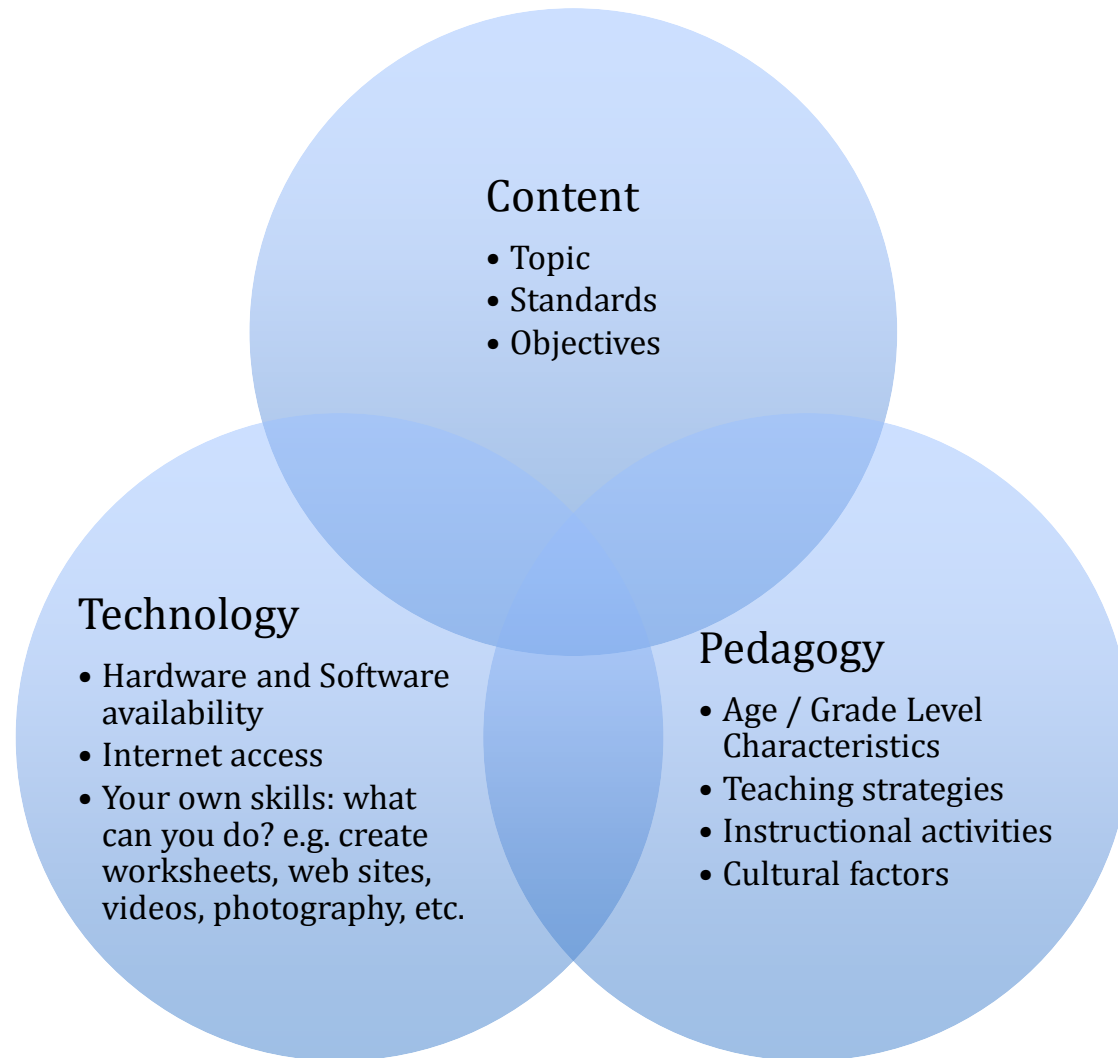 Content
• Topic
• Standards
• Objectives
Technology
• Hardware and Software
availability
• Internet access
• Your own skills: what
can you do? e.g. create
worksheets, web sites,
videos, photography, etc.
Pedagogy
• Age / Grade Level
Characteristics
• Teaching strategies
• Instructional activities
• Cultural factors